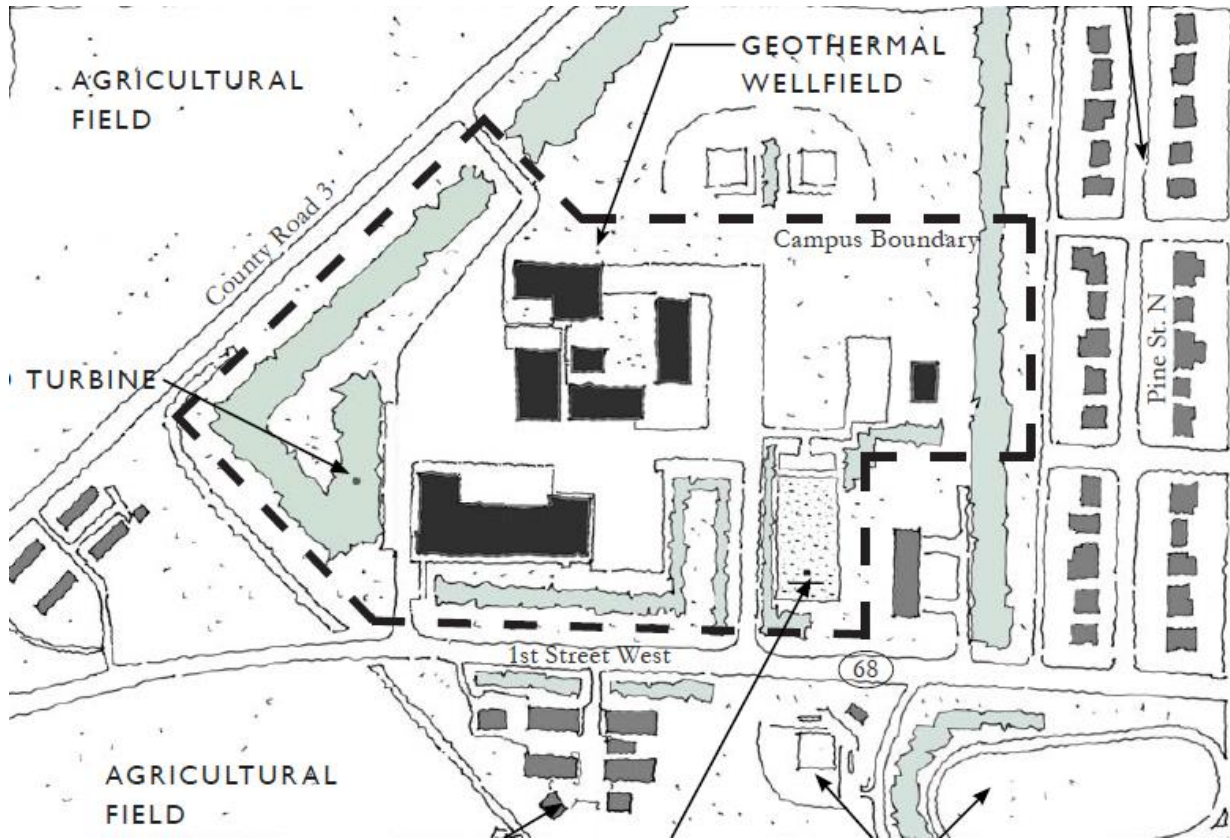 GEOTHERMAL
WELLFIELD
AGRICULTURAL
FIELD
County Road 3
Campus Boundary
TURBINE
Pine St. N
1st Street West
68
AGRICULTURAL
FIELD